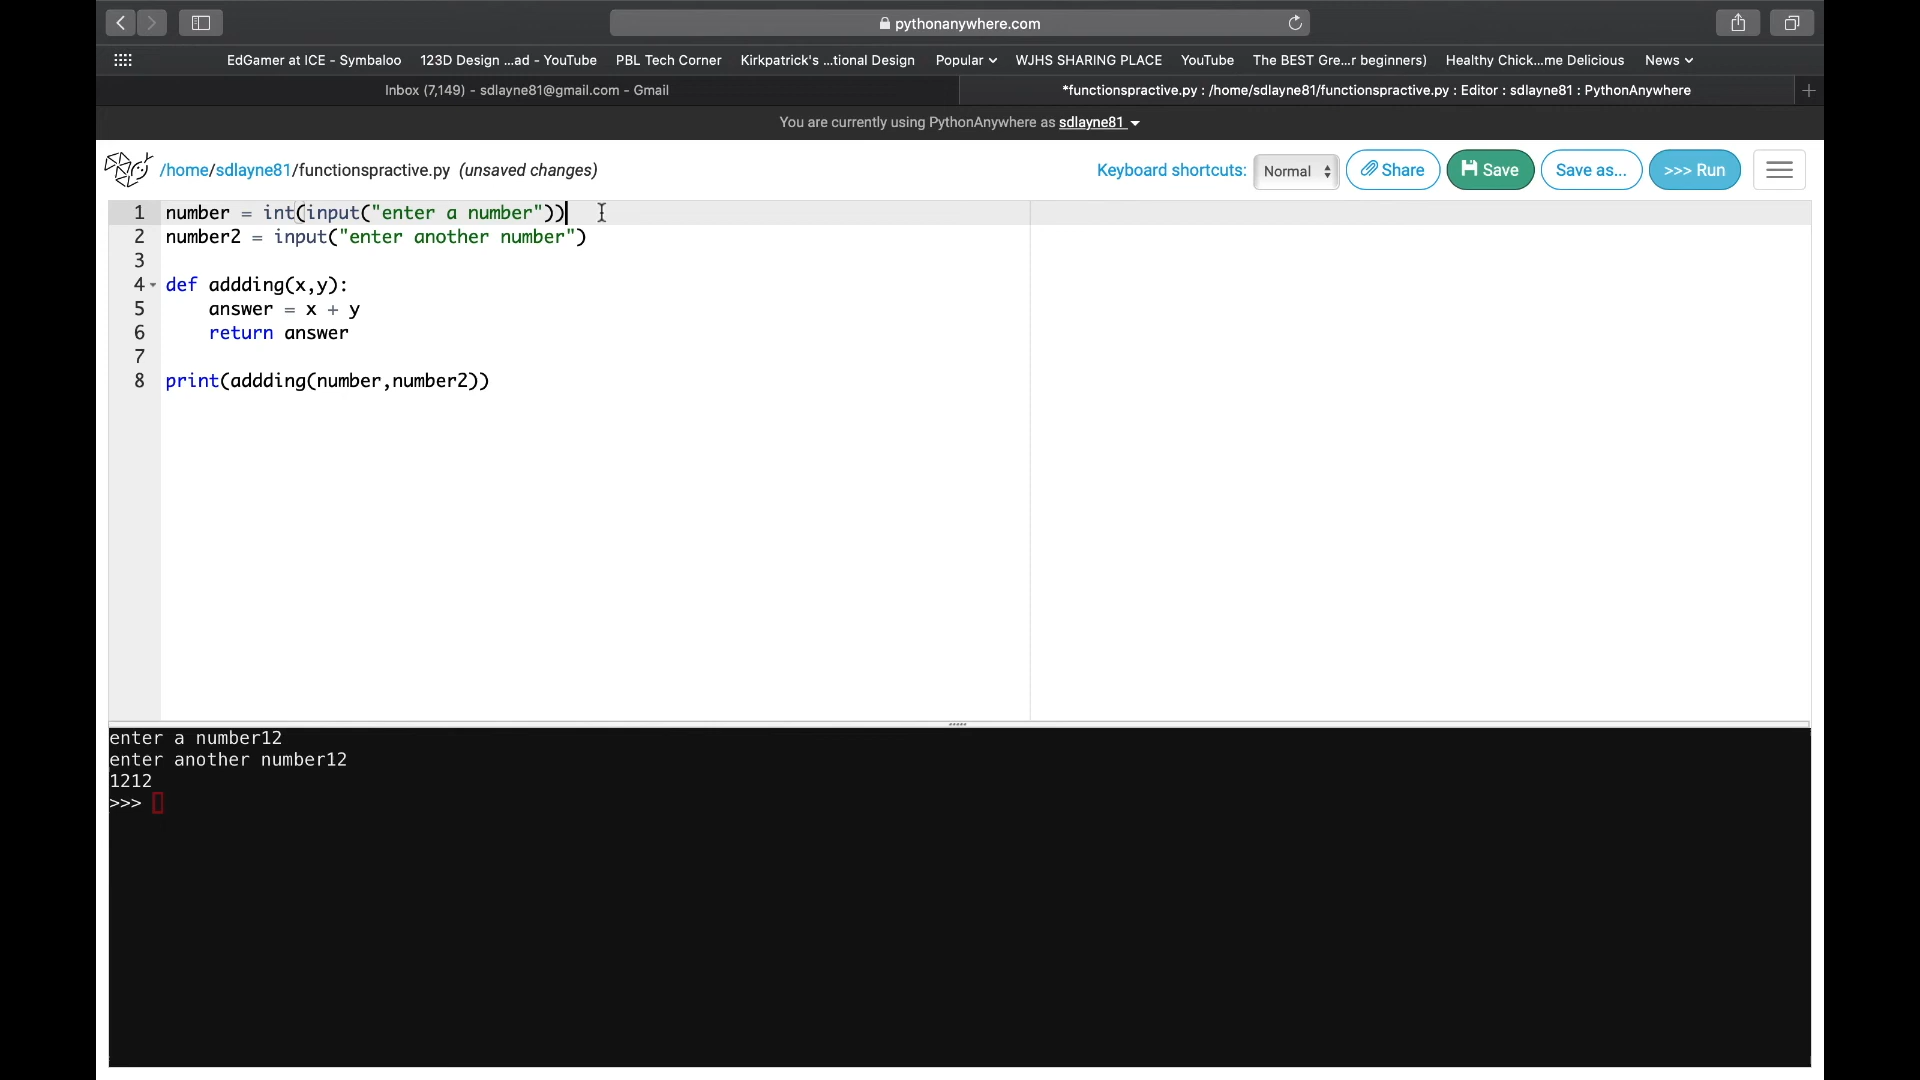 pythonanywhere.com
EdGamer at ICE - Symbaloo 123D Design ...ad - YouTube PBL Tech Corner Kirkpatrick's ...tional Design Popular WJHS SHARING PLACE YouTube The BEST Gre...r beginners) Healthy Chick...me Delicious News
Inbox (7,149) - sdlayne81@gmail.com - Gmail *functionspractive.py : /home/sdlayne81/functionspractive.py : Editor : sdlayne81 : PythonAnywhere
You are currently using PythonAnywhere as sdlayne81
/home/sdlayne81/functionspractive.py (unsaved changes) Keyboard shortcuts: Normal Share Save Save as... >>> Run
1 number = int(input("enter a number"))
2 number2 = input("enter another number")
3
4 def addding(x,y):
5 answer = x + y
6 return answer
7
8 print(addding(number,number2))
enter a number12
enter another number12
1212
>>>